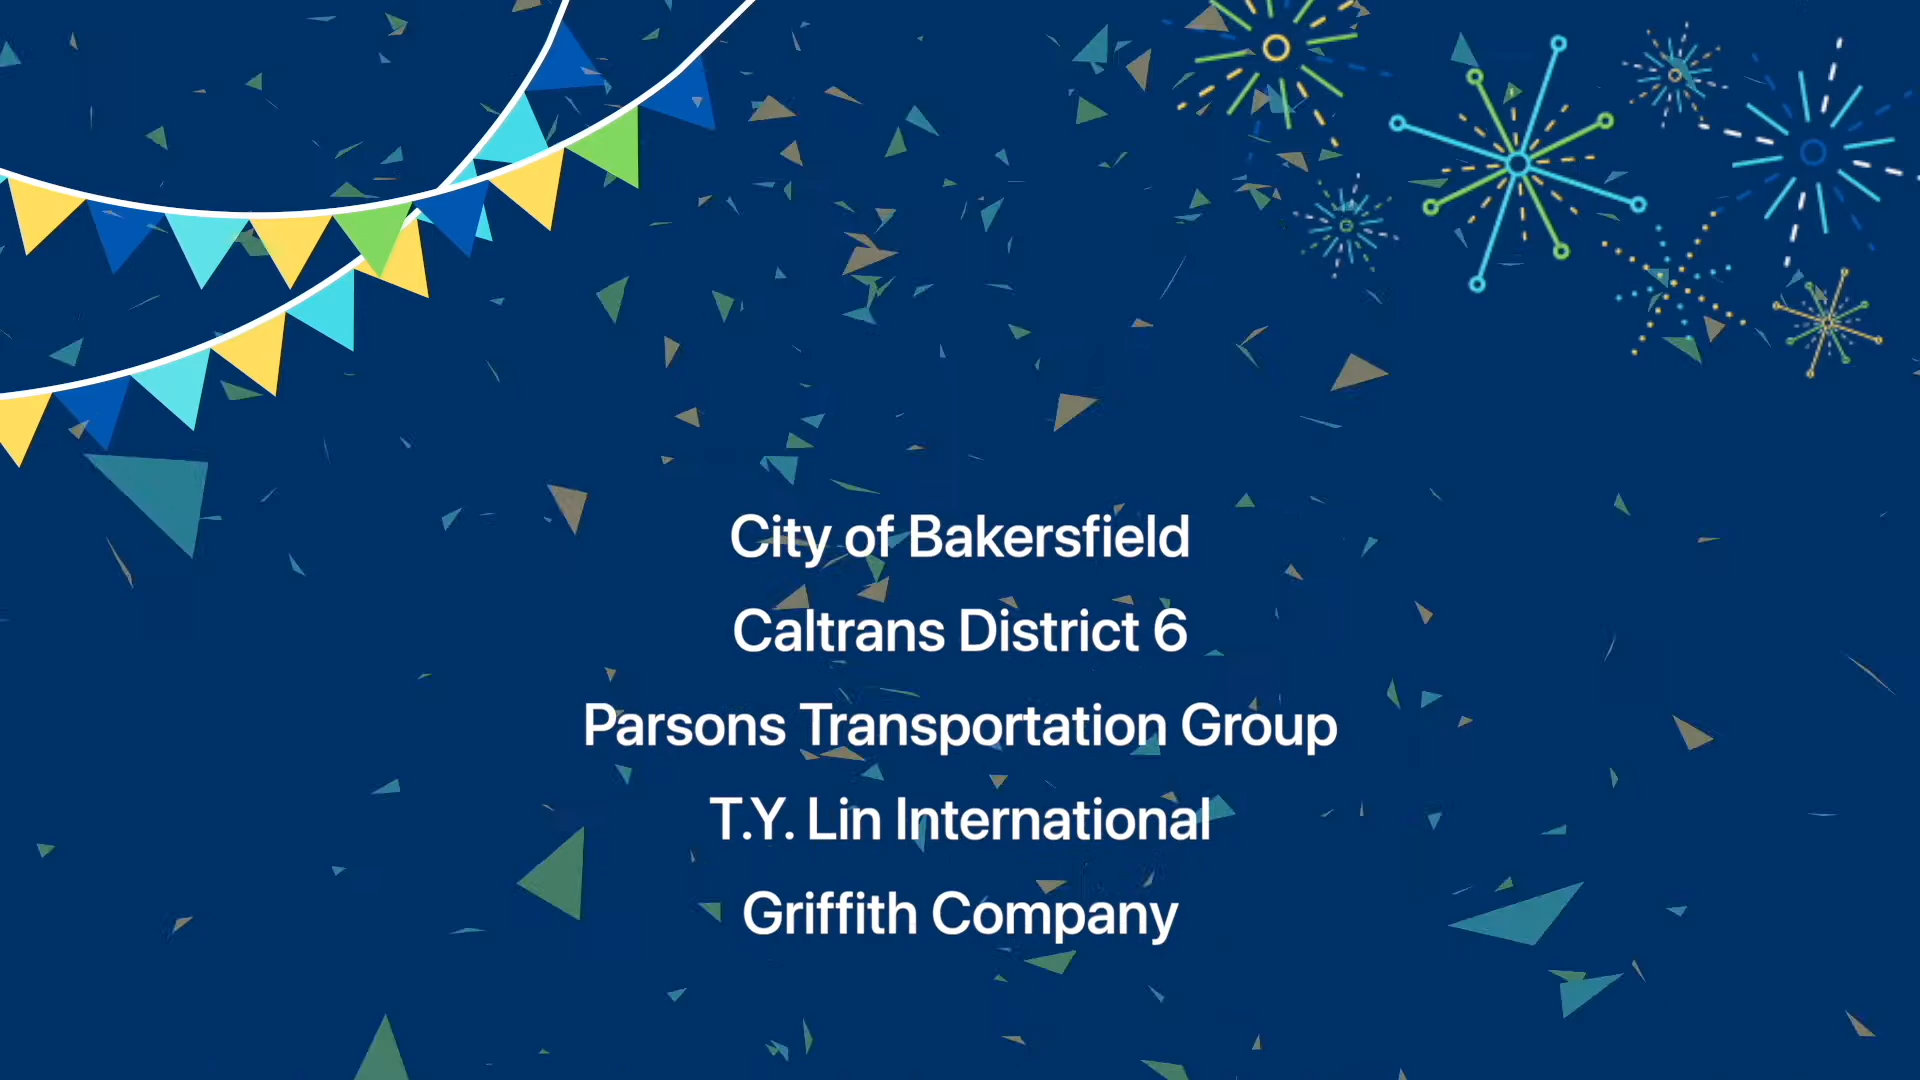 City of Bakersfield
Caltrans District 6
Parsons Transportation Group
T.Y. Lin International
Griffith Company